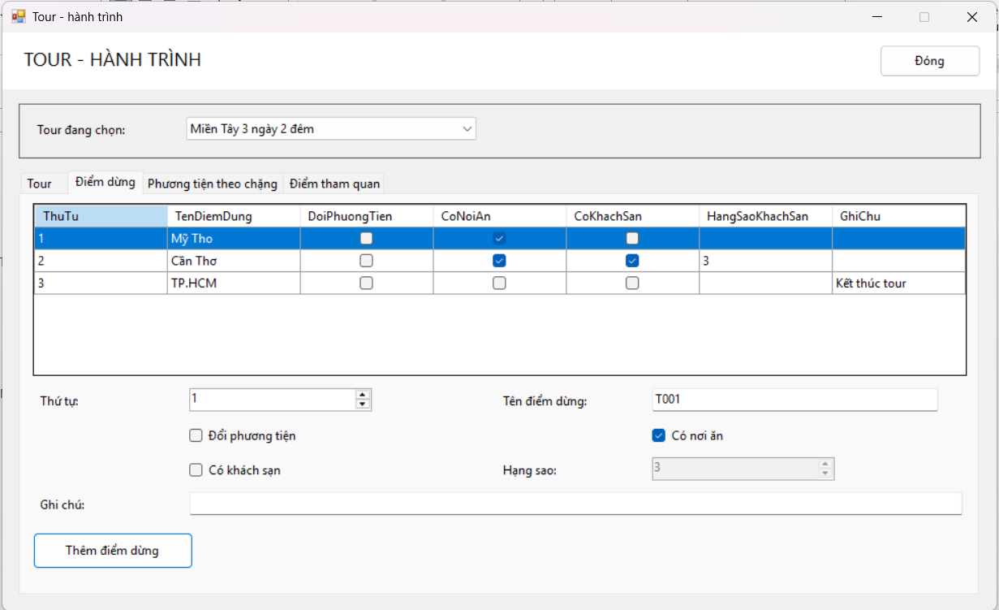 Tour - hành trình
TOUR - HÀNH TRÌNH
Đóng
Tour đang chọn: Miền Tây 3 ngày 2 đêm
Tour Điểm dừng Phương tiện theo chặng Điểm tham quan
ThuTu TenDiemDung DoiPhuongTien CoNoiAn CoKhachSan HangSaoKhachSan GhiChu
1 Mỹ Tho
2 Cần Thơ 3
3 TP.HCM Kết thúc tour
Thứ tự: 1 Tên điểm dừng: T001
Đổi phương tiện Có nơi ăn
Có khách sạn Hạng sao: 3
Ghi chú:
Thêm điểm dừng